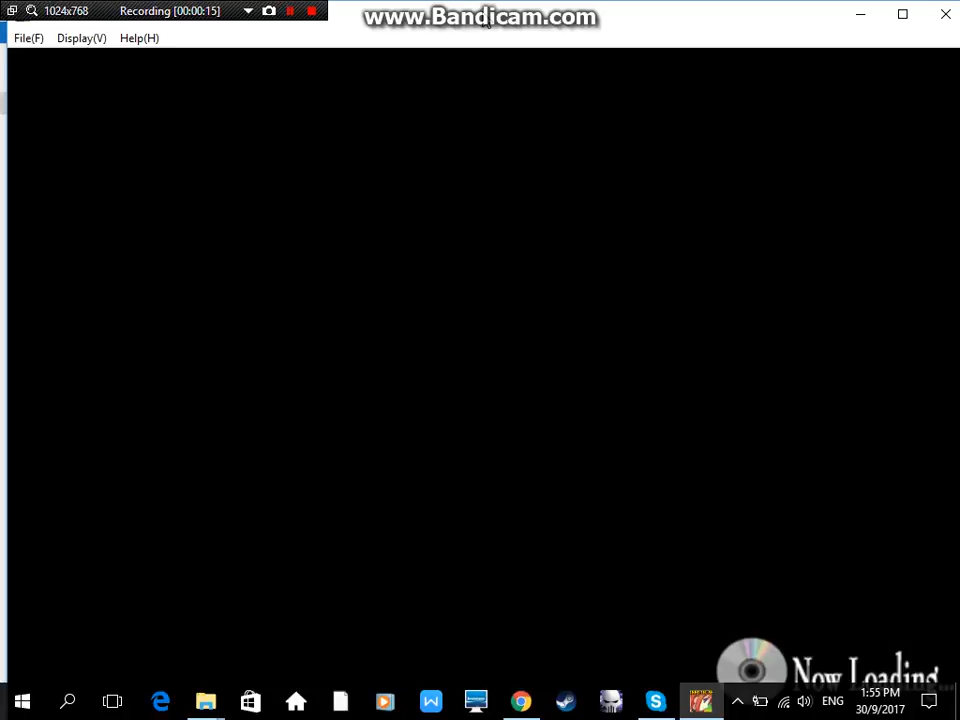 1024x768 Recording [00:00:15]
www.Bandicam.com
File(F) Display(V) Help(H)
Now Loading...
ENG
1:55 PM
30/9/2017